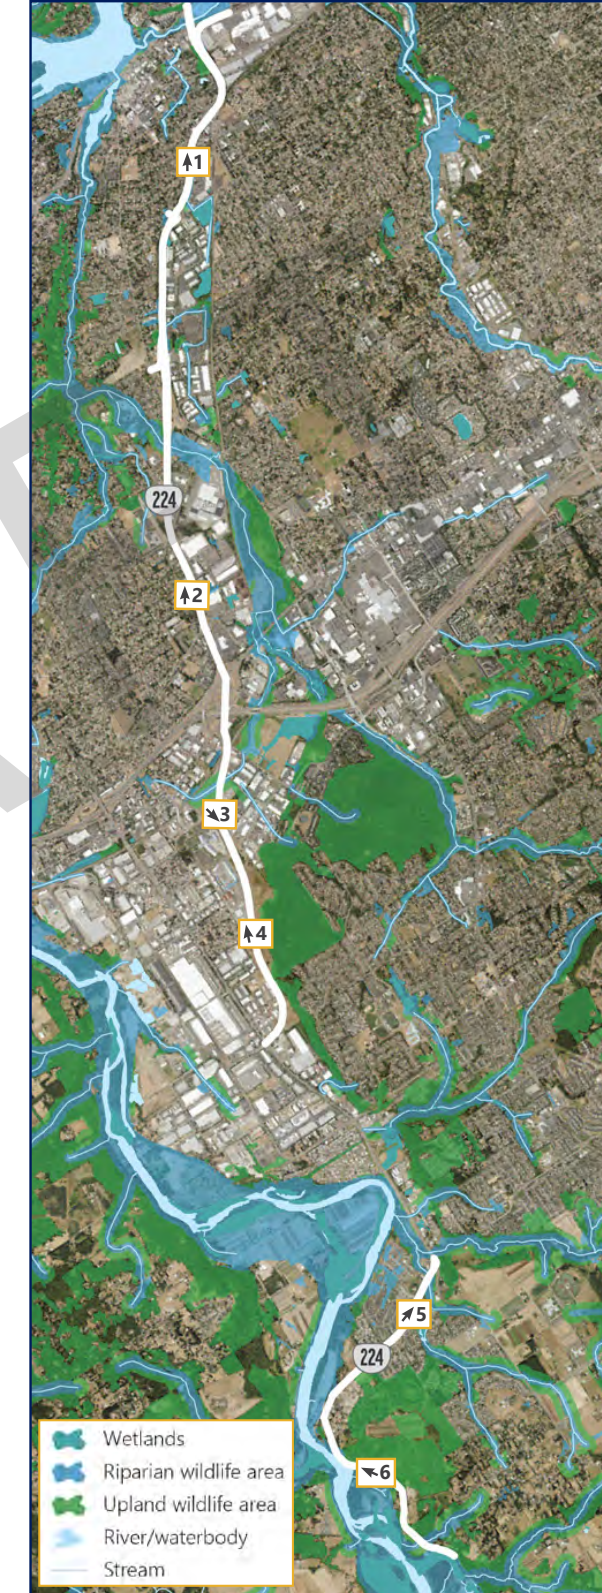 1
224
2
3
4
5
224
6
Wetlands
Riparian wildlife area
Upland wildlife area
River/waterbody
Stream